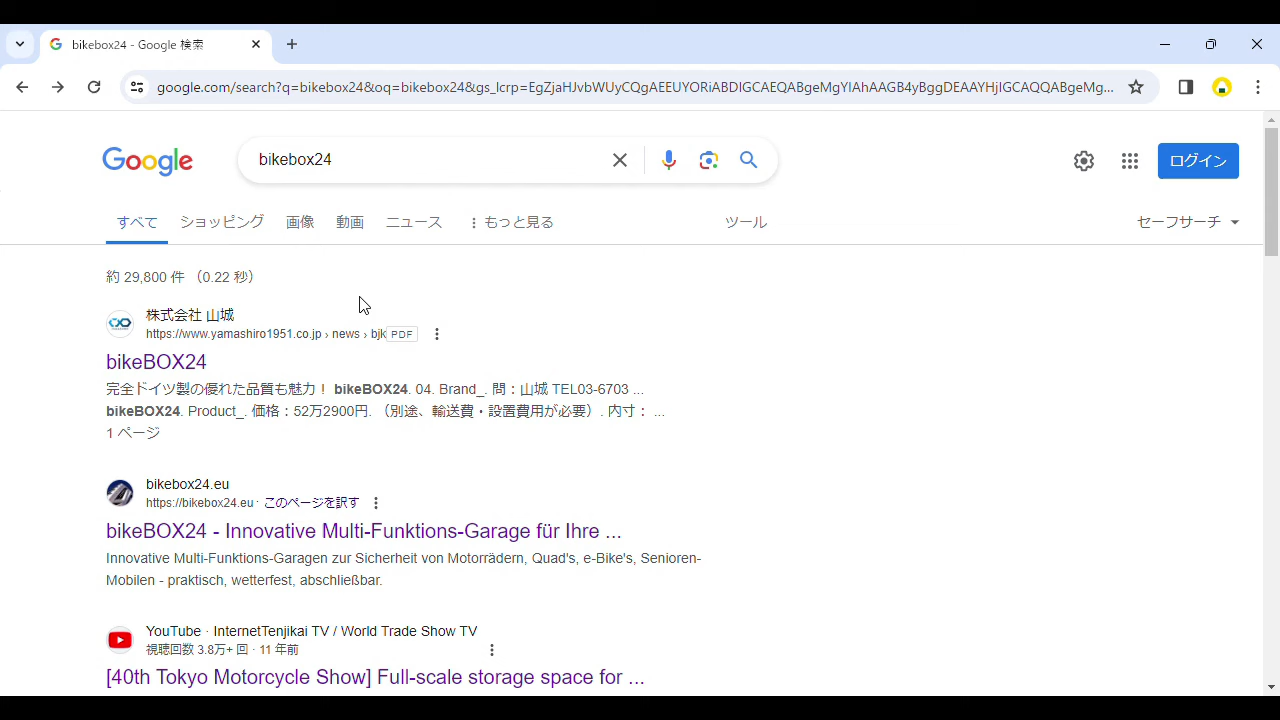 bikebox24 - Google 検索
google.com/search?q=bikebox24&oq=bikebox24&gs_lcrp=EgZjaHJvbWUyCQgAEEUYORiABDIGCAEQABgeMgYIAhAAGB4yBggDEAAYHjIGCAQQABgeMg...
Google
bikebox24
ログイン
すべて ショッピング 画像 動画 ニュース もっと見る ツール セーフサーチ
約 29,800 件 （0.22 秒）
株式会社 山城
https://www.yamashiro1951.co.jp › news › bjk PDF
bikeBOX24
完全ドイツ製の優れた品質も魅力！ bikeBOX24. 04. Brand_. 問：山城 TEL03-6703 ...
bikeBOX24. Product_. 価格：52万2900円. （別途、輸送費・設置費用が必要）. 内寸： ...
1 ページ
bikebox24.eu
https://bikebox24.eu · このページを訳す
bikeBOX24 - Innovative Multi-Funktions-Garage für Ihre ...
Innovative Multi-Funktions-Garagen zur Sicherheit von Motorrädern, Quad's, e-Bike's, Senioren-
Mobilen - praktisch, wetterfest, abschließbar.
YouTube · InternetTenjikai TV / World Trade Show TV
視聴回数 3.8万+ 回 · 11 年前
[40th Tokyo Motorcycle Show] Full-scale storage space for ...